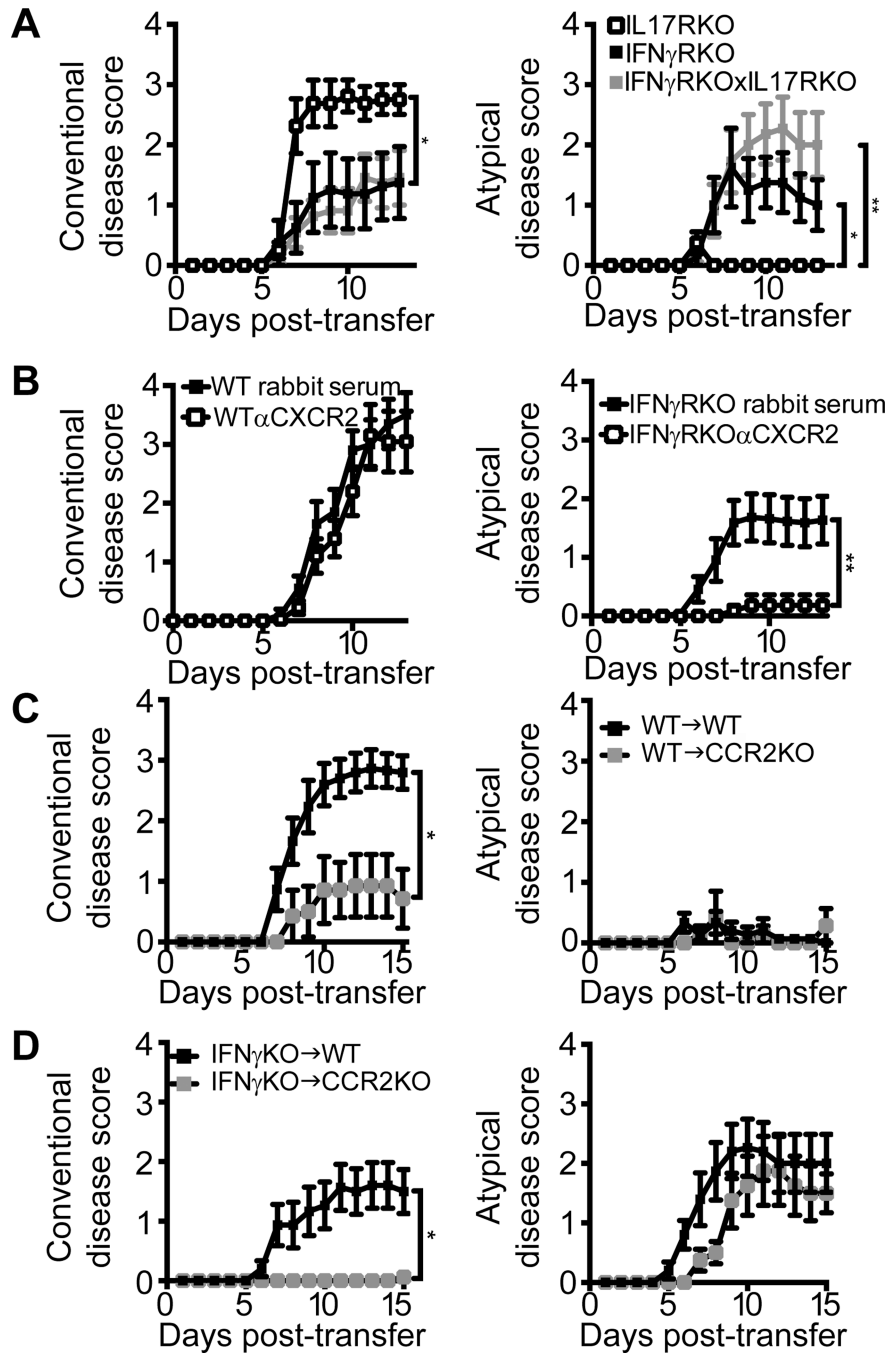 A
Conventional
disease score
4
3
2
1
0
*
0
5
10
Days post-transfer
Atypical
disease score
4
3
2
1
0
IL17RKO
IFNγRKO
IFNγRKOxIL17RKO
*
**
0
5
10
Days post-transfer
B
Conventional
disease score
4
3
2
1
0
WT rabbit serum
WTαCXCR2
0
5
10
Days post-transfer
Atypical
disease score
4
3
2
1
0
IFNγRKO rabbit serum
IFNγRKOαCXCR2
**
0
5
10
Days post-transfer
C
Conventional
disease score
4
3
2
1
0
*
0
5
10
15
Days post-transfer
Atypical
disease score
4
3
2
1
0
WT→WT
WT→CCR2KO
0
5
10
15
Days post-transfer
D
Conventional
disease score
4
3
2
1
0
IFNγKO→WT
IFNγKO→CCR2KO
*
0
5
10
15
Days post-transfer
Atypical
disease score
4
3
2
1
0
0
5
10
15
Days post-transfer